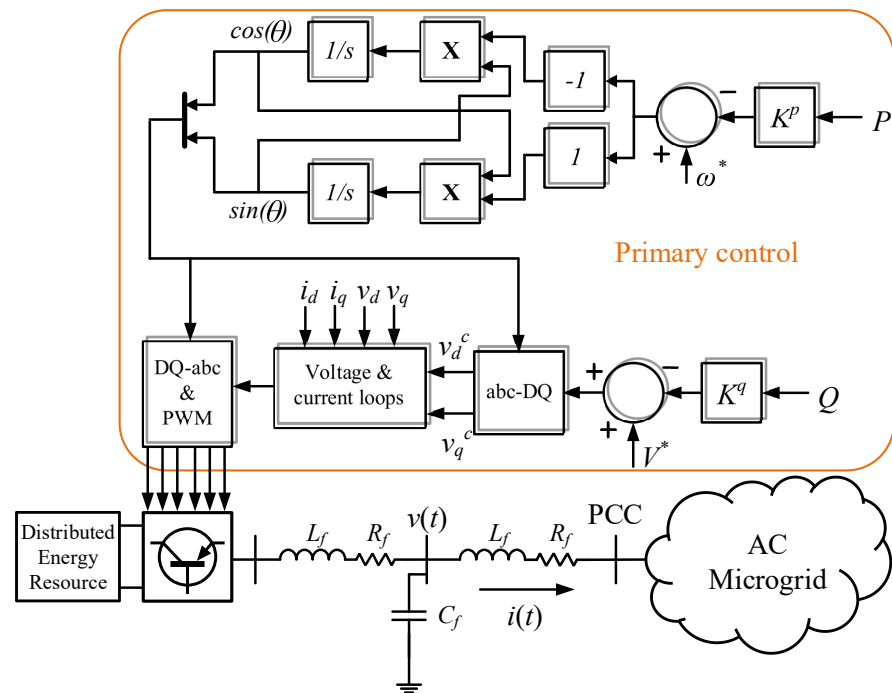 cos(θ)
1/s
X
-1
−
K^p
P
+
ω*
1
1/s
X
sin(θ)
Primary control
i_d i_q v_d v_q
DQ-abc
&
PWM
Voltage &
current loops
v_d^c
v_q^c
abc-DQ
+
−
+
K^q
Q
V*
Distributed
Energy
Resource
L_f
R_f
v(t)
L_f
R_f
PCC
C_f
i(t)
AC
Microgrid